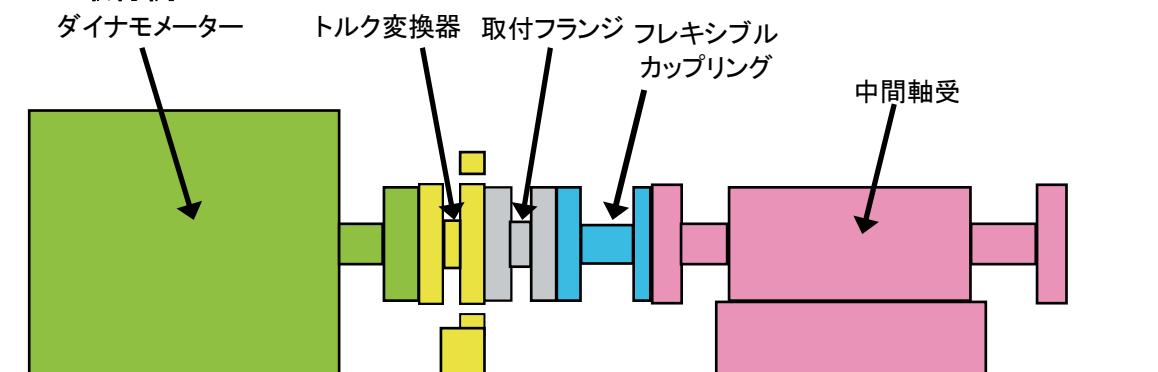 ダイナモメーター
トルク変換器
取付フランジ
フレキシブル
カップリング
中間軸受